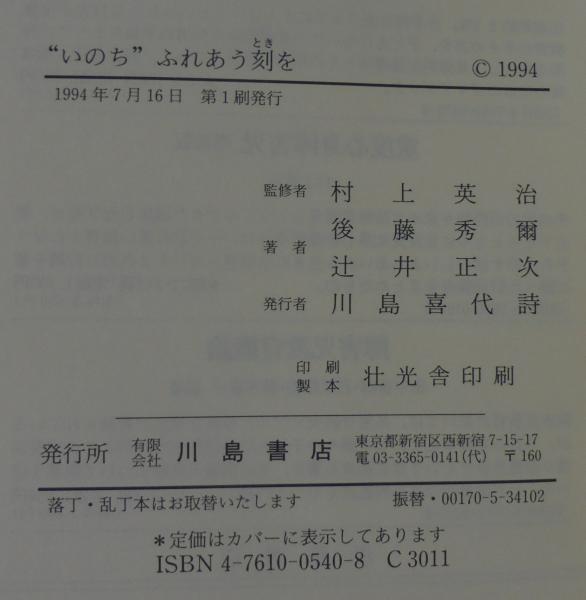 “いのち” ふれあう刻を
とき
© 1994
1994年7月16日 第1刷発行
監修者 村上英治
著者 後藤秀爾
辻井正次
発行者 川島喜代詩
印刷 製本 壮光舎印刷
発行所 有限会社 川島書店
東京都新宿区西新宿7-15-17
電03-3365-0141(代) 〒160
落丁・乱丁本はお取替いたします 振替・00170-5-34102
＊定価はカバーに表示してあります
ISBN 4-7610-0540-8 C3011